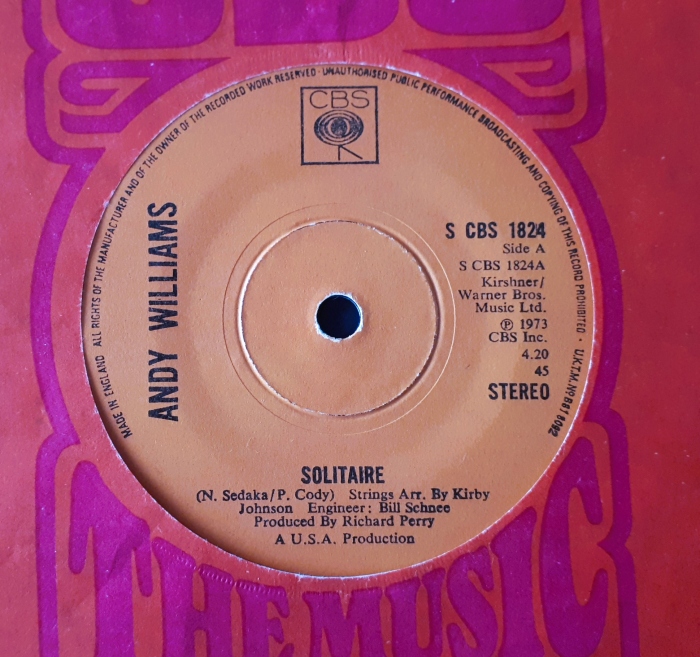 MADE IN ENGLAND ALL RIGHTS OF THE MANUFACTURER AND OF THE OWNER OF THE RECORDED WORK RESERVED · UNAUTHORISED PUBLIC PERFORMANCE BROADCASTING AND COPYING OF THIS RECORD PROHIBITED · U.K.T.M. Nº 861 8092
CBS
ANDY WILLIAMS
S CBS 1824
Side A
S CBS 1824A
Kirshner/
Warner Bros.
Music Ltd.
℗ 1973
CBS Inc.
4.20
45
STEREO
SOLITAIRE
(N. Sedaka/P. Cody) Strings Arr. By Kirby
Johnson Engineer: Bill Schnee
Produced By Richard Perry
A U.S.A. Production
THE MUSIC